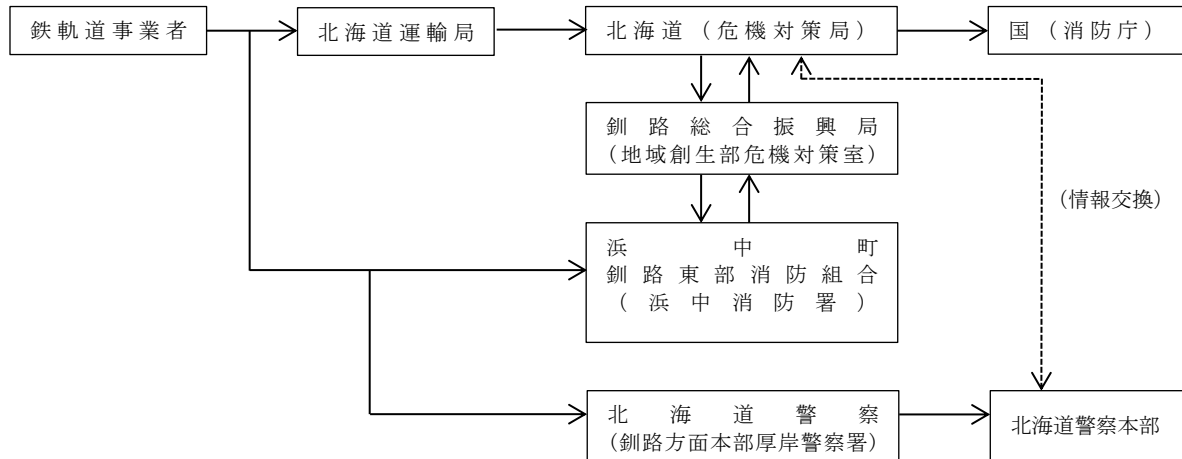 鉄軌道事業者
北海道運輸局
北海道（危機対策局）
国（消防庁）
釧路総合振興局
（地域創生部危機対策室）
（情報交換）
浜中町
釧路東部消防組合
（浜中消防署）
北海道警察
（釧路方面本部厚岸警察署）
北海道警察本部